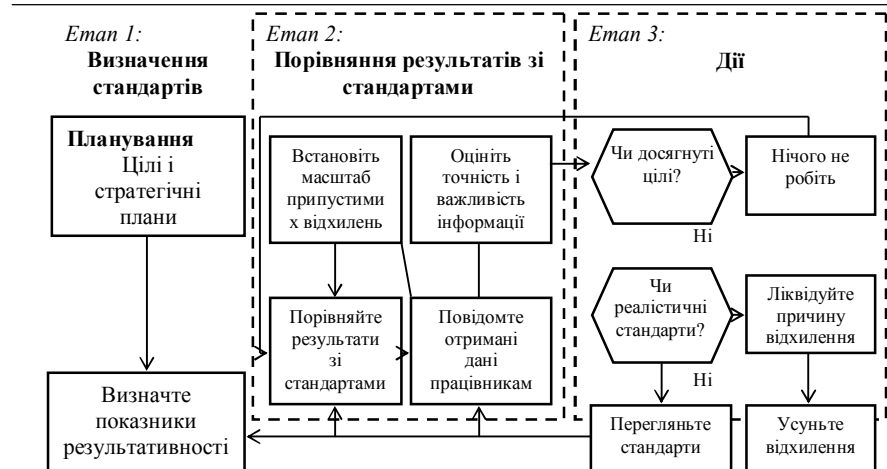 Етап 1:
Визначення
стандартів
Планування
Цілі і
стратегічні
плани
Визначте
показники
результативності
Етап 2:
Порівняння результатів зі
стандартами
Встановіть
масштаб
припустими
х відхилень
Оцініть
точність і
важливість
інформації
Порівняйте
результати
зі
стандартами
Повідомте
отримані
дані
працівникам
Етап 3:
Дії
Чи досягнуті
цілі?
Нічого не
робіть
Ні
Чи
реалістичні
стандарти?
Ліквідуйте
причину
відхилення
Ні
Перегляньте
стандарти
Усуньте
відхилення